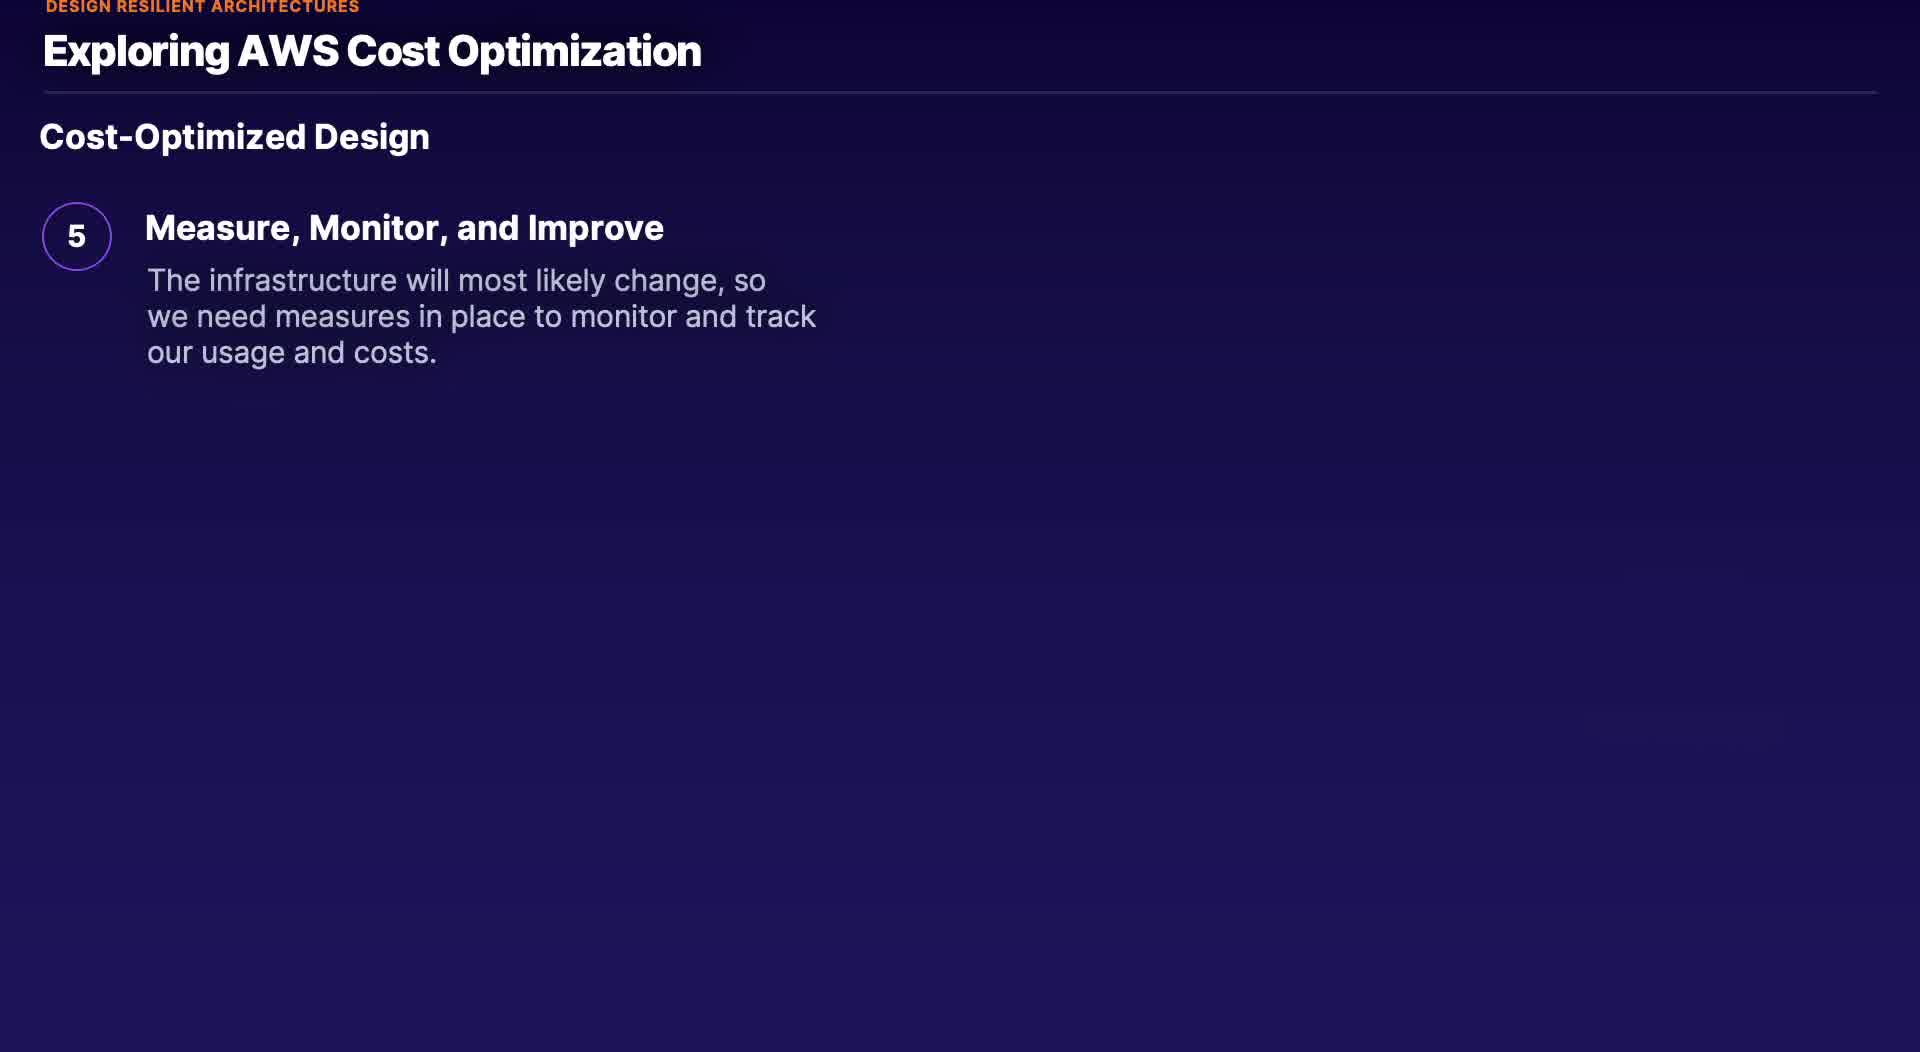 DESIGN RESILIENT ARCHITECTURES
Exploring AWS Cost Optimization
Cost-Optimized Design
5
Measure, Monitor, and Improve
The infrastructure will most likely change, so
we need measures in place to monitor and track
our usage and costs.